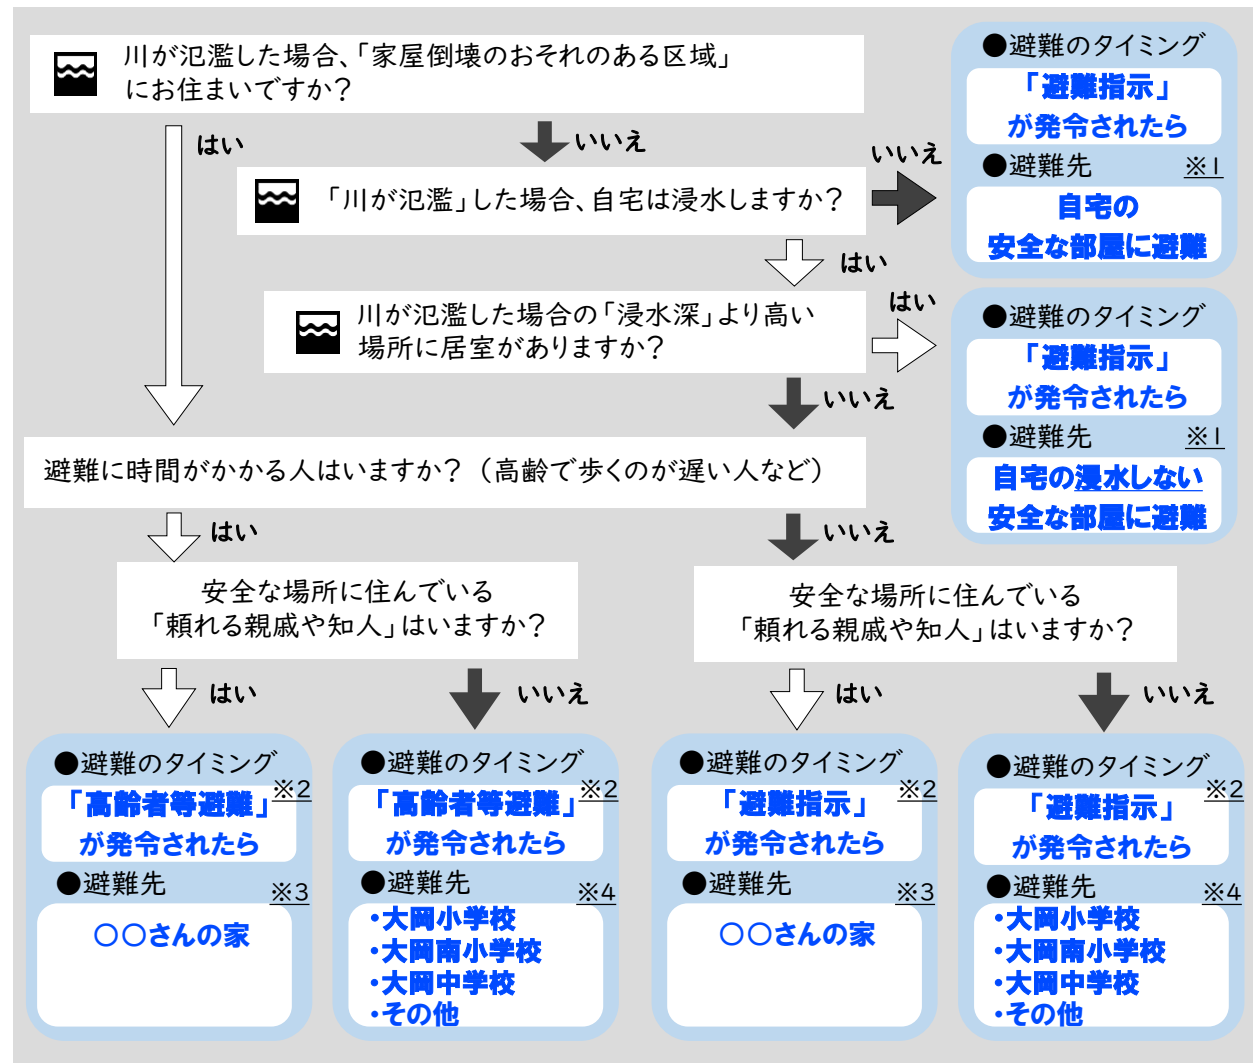 川が氾濫した場合、「家屋倒壊のおそれのある区域」
にお住まいですか？
はい
いいえ
「川が氾濫」した場合、自宅は浸水しますか？
いいえ
●避難のタイミング
「避難指示」
が発令されたら
●避難先 ※1
自宅の
安全な部屋に避難
はい
川が氾濫した場合の「浸水深」より高い
場所に居室がありますか？
はい
●避難のタイミング
「避難指示」
が発令されたら
●避難先 ※1
自宅の浸水しない
安全な部屋に避難
いいえ
避難に時間がかかる人はいますか？（高齢で歩くのが遅い人など）
はい
いいえ
安全な場所に住んでいる
「頼れる親戚や知人」はいますか？
安全な場所に住んでいる
「頼れる親戚や知人」はいますか？
はい
いいえ
はい
いいえ
●避難のタイミング
※2
「高齢者等避難」
が発令されたら
●避難先 ※3
○○さんの家
●避難のタイミング
※2
「高齢者等避難」
が発令されたら
●避難先 ※4
・大岡小学校
・大岡南小学校
・大岡中学校
・その他
●避難のタイミング
※2
「避難指示」
が発令されたら
●避難先 ※3
○○さんの家
●避難のタイミング
※2
「避難指示」
が発令されたら
●避難先 ※4
・大岡小学校
・大岡南小学校
・大岡中学校
・その他